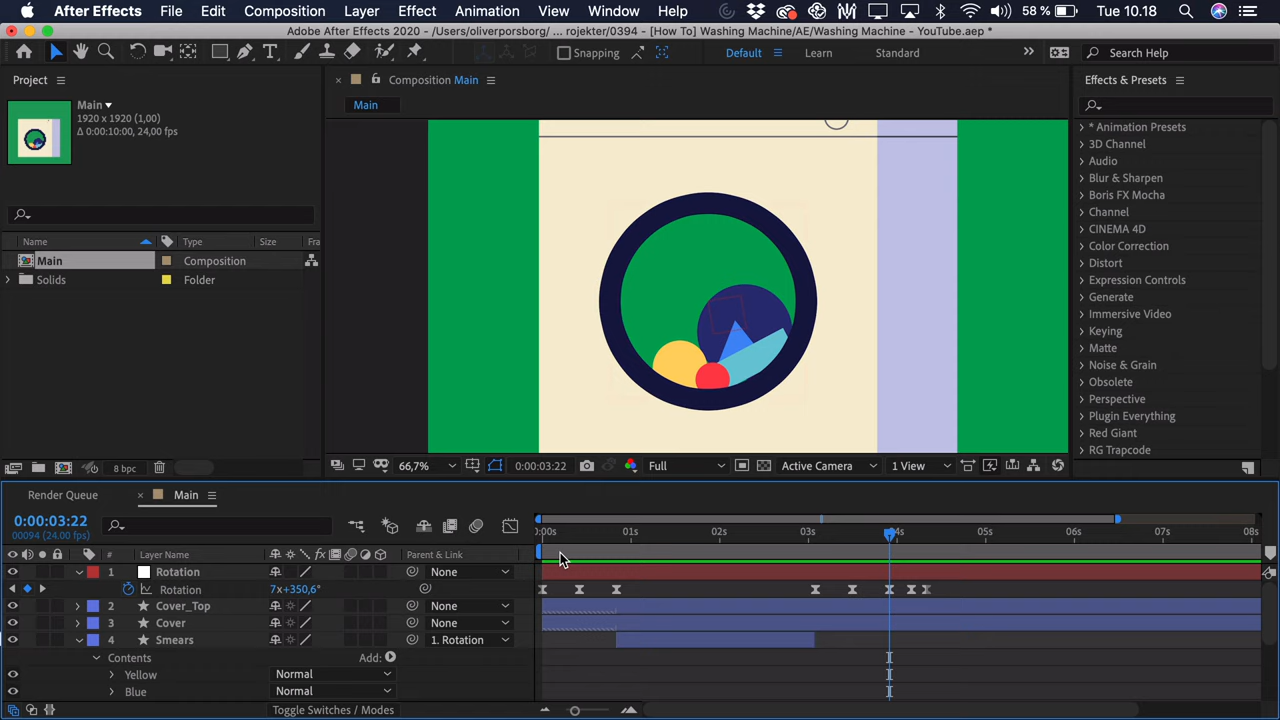 After Effects File Edit Composition Layer Effect Animation View Window Help 58 % Tue 10.18
Adobe After Effects 2020 - /Users/oliverporsborg/ ... rojekter/0394 - [How To] Washing Machine/AE/Washing Machine - YouTube.aep *
Snapping Default Learn Standard Search Help
Project Composition Main Effects & Presets
Main
1920 x 1920 (1,00)
Δ 0:00:10:00, 24,00 fps
Main
Name Type Size Fra
Main Composition
Solids Folder
* Animation Presets
3D Channel
Audio
Blur & Sharpen
Boris FX Mocha
Channel
CINEMA 4D
Color Correction
Distort
Expression Controls
Generate
Immersive Video
Keying
Matte
Noise & Grain
Obsolete
Perspective
Plugin Everything
Red Giant
RG Trapcode
8 bpc
66,7% 0:00:03:22 Full Active Camera 1 View
Render Queue Main
0:00:03:22
00094 (24.00 fps)
0:00s 01s 02s 03s 04s 05s 06s 07s 08s
# Layer Name Parent & Link
1 Rotation None
Rotation 7x+350,6°
2 Cover_Top None
3 Cover None
4 Smears 1. Rotation
Contents Add:
Yellow Normal
Blue Normal
Toggle Switches / Modes